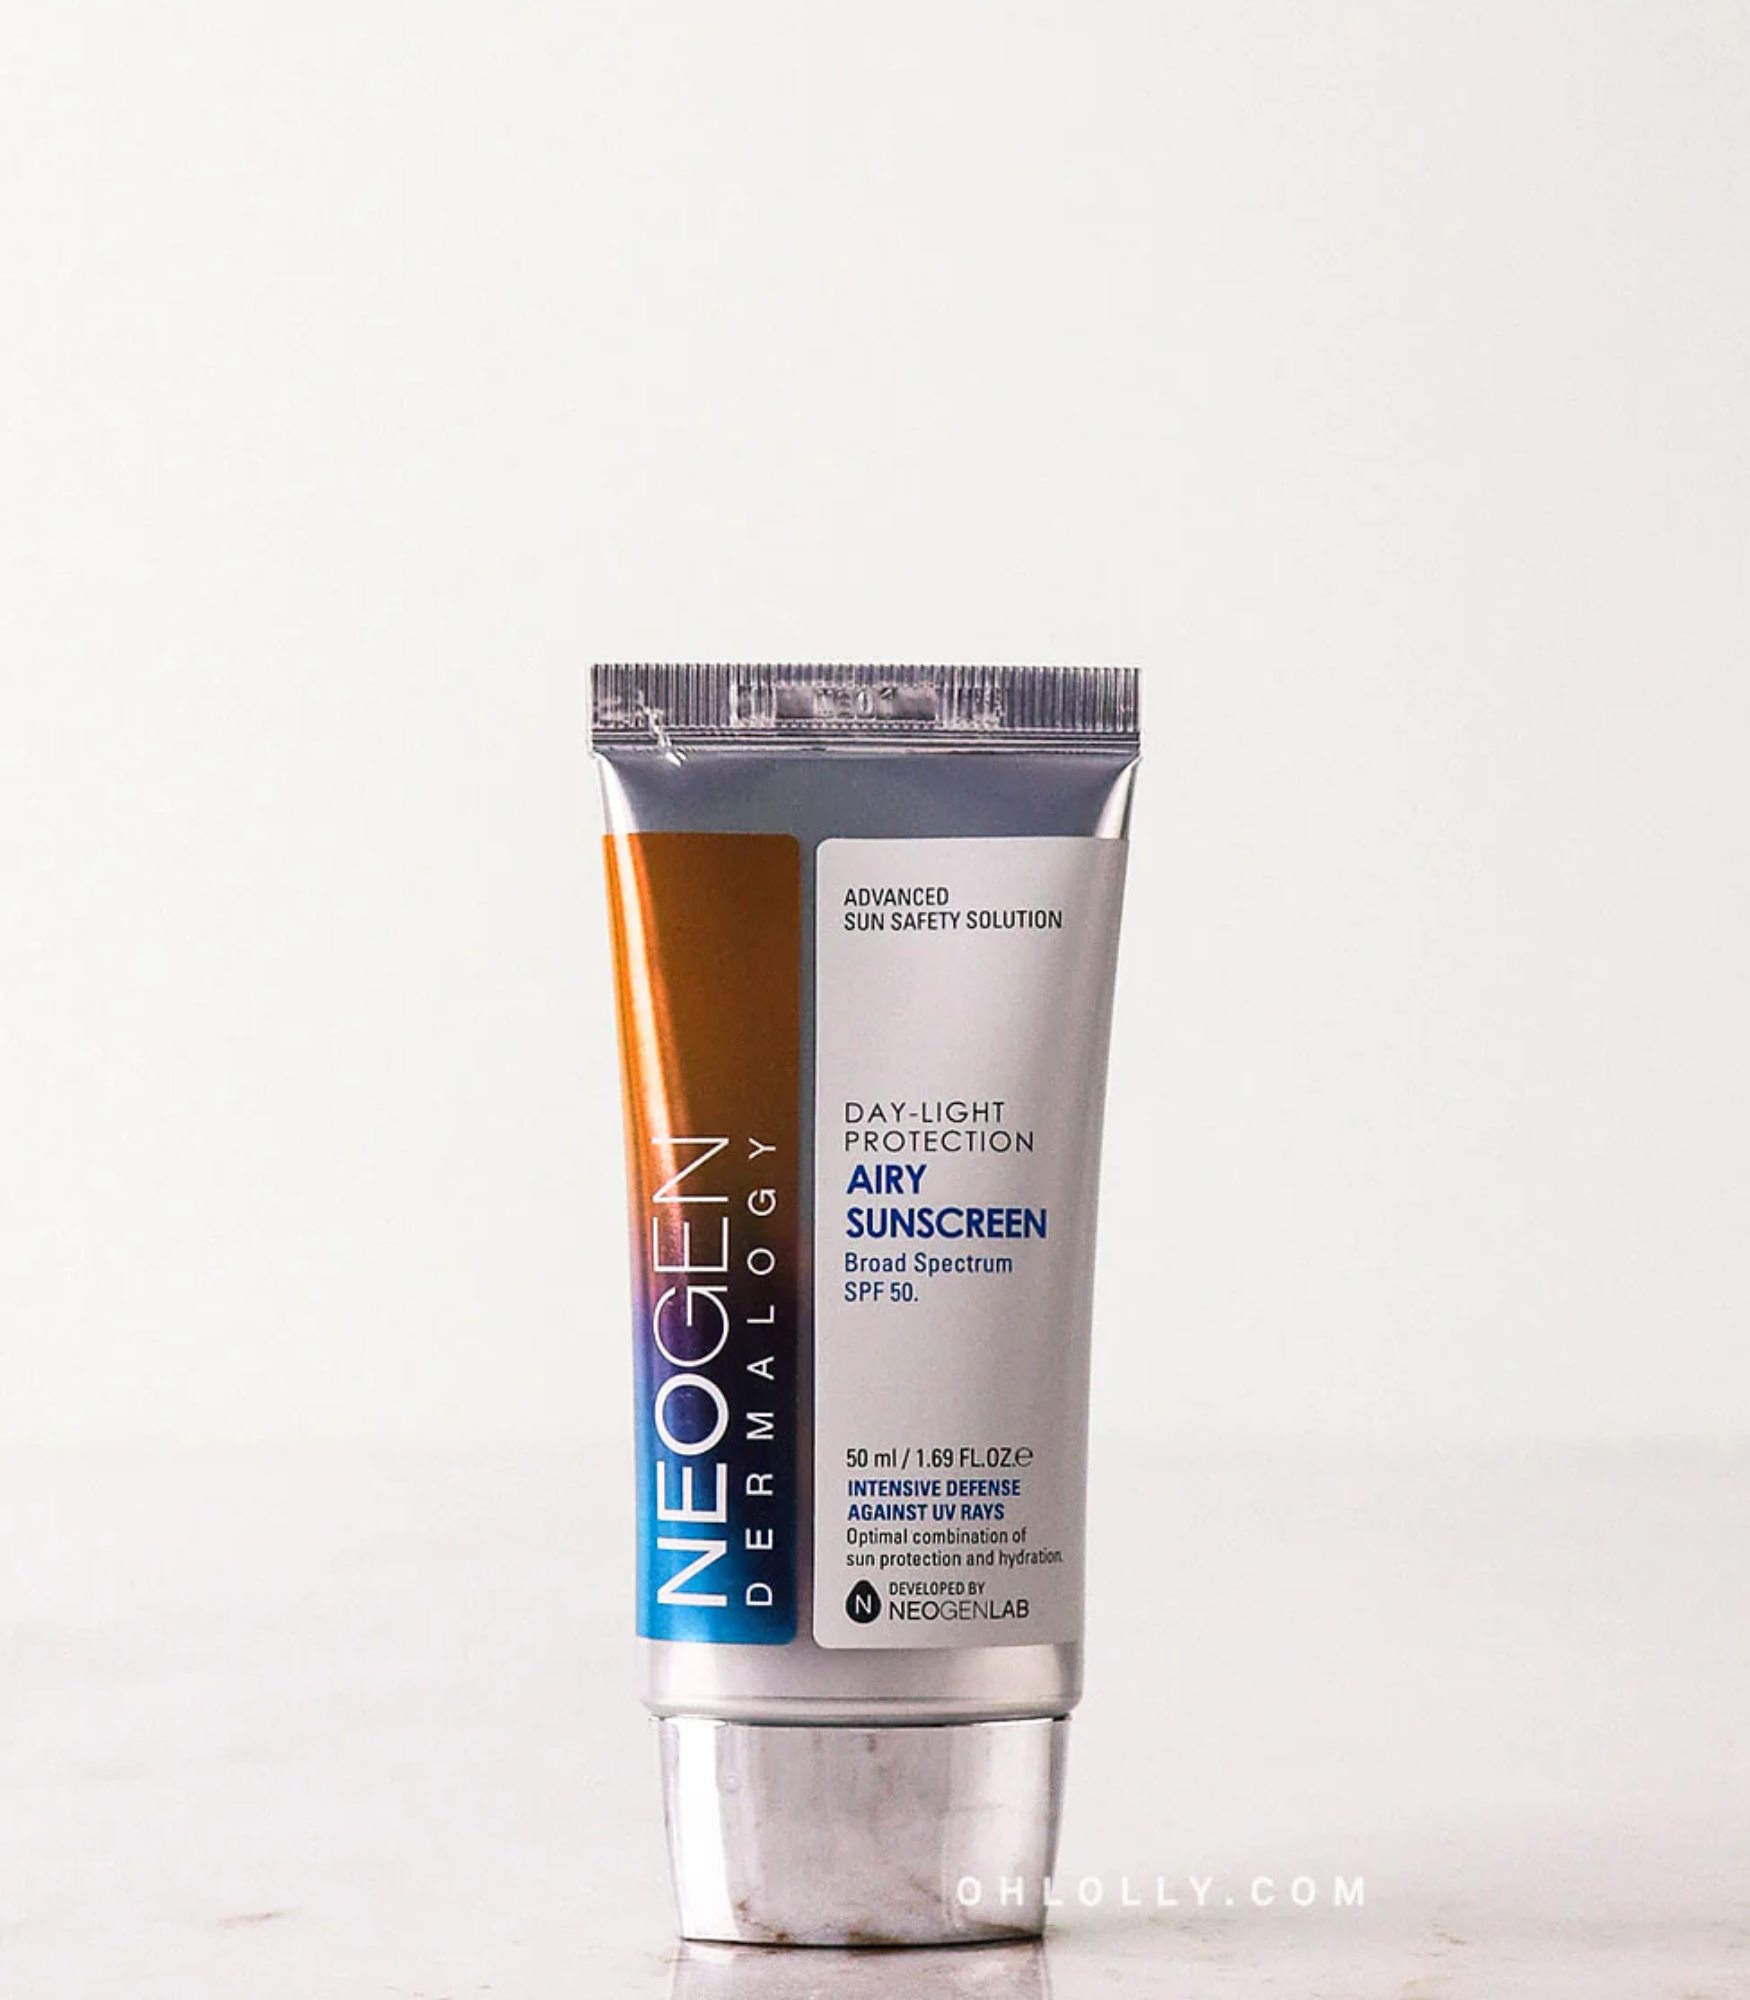 NEOGEN
DERMALOGY
ADVANCED
SUN SAFETY SOLUTION
DAY-LIGHT
PROTECTION
AIRY
SUNSCREEN
Broad Spectrum
SPF 50.
50 ml / 1.69 FL.OZ.℮
INTENSIVE DEFENSE
AGAINST UV RAYS
Optimal combination of
sun protection and hydration.
N
DEVELOPED BY
NEOGENLAB
OHLOLLY.COM